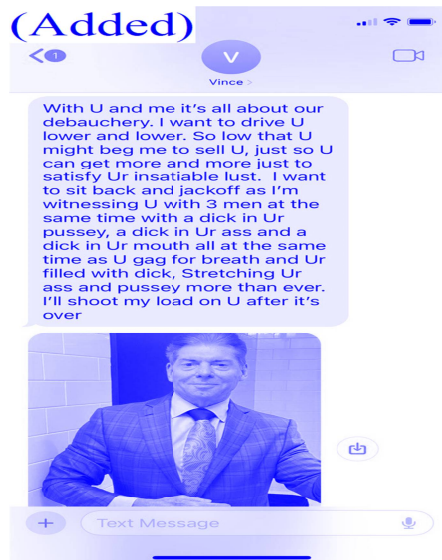 (Added)
1
V
Vince >
With U and me it's all about our
debauchery. I want to drive U
lower and lower. So low that U
might beg me to sell U, just so U
can get more and more just to
satisfy Ur insatiable lust.  I want
to sit back and jackoff as I'm
witnessing U with 3 men at the
same time with a dick in Ur
pussey, a dick in Ur ass and a
dick in Ur mouth all at the same
time as U gag for breath and Ur
filled with dick, Stretching Ur
ass and pussey more than ever.
I'll shoot my load on U after it's
over
Text Message